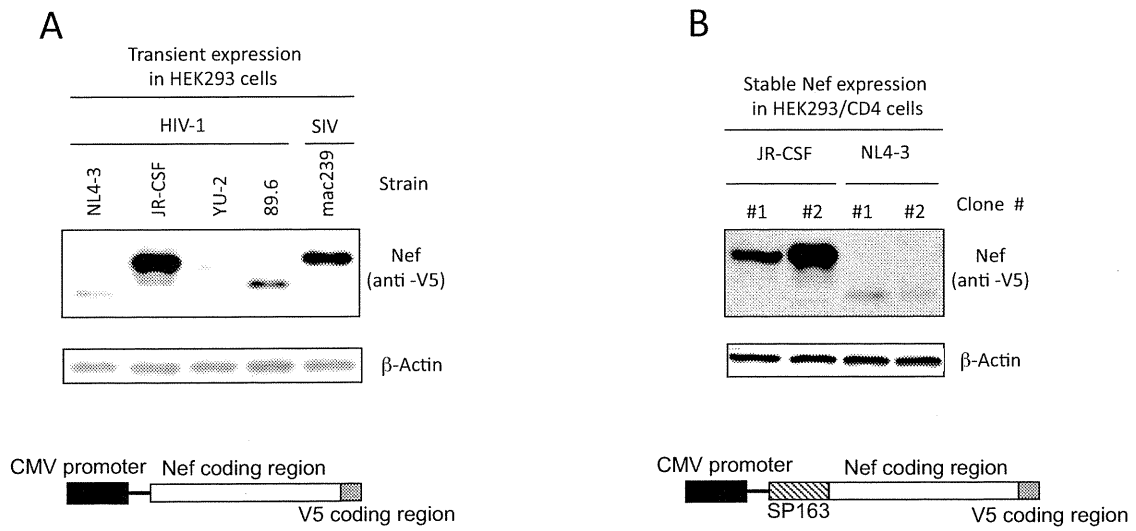 A
Transient expression
in HEK293 cells
HIV-1 SIV
NL4-3 JR-CSF YU-2 89.6 mac239 Strain
Nef
(anti -V5)
β-Actin
CMV promoter Nef coding region
V5 coding region
B
Stable Nef expression
in HEK293/CD4 cells
JR-CSF NL4-3
#1 #2 #1 #2 Clone #
Nef
(anti -V5)
β-Actin
CMV promoter Nef coding region
SP163 V5 coding region